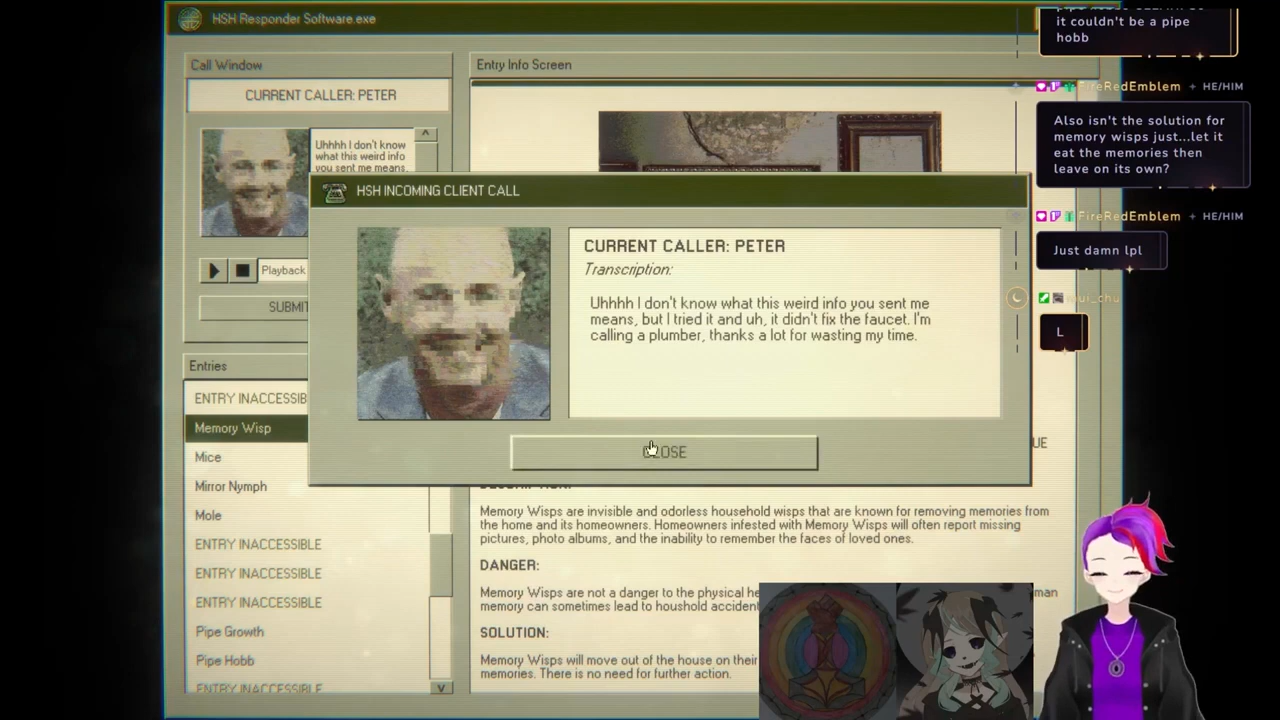 HSH Responder Software.exe
Call Window
CURRENT CALLER: PETER
Uhhhh I don't know
what this weird info
you sent me means,
Playback
SUBMIT
Entries
ENTRY INACCESSIB
Memory Wisp
Mice
Mirror Nymph
Mole
ENTRY INACCESSIBLE
ENTRY INACCESSIBLE
ENTRY INACCESSIBLE
Pipe Growth
Pipe Hobb
ENTRY INACCESSIBLE
Entry Info Screen
HSH INCOMING CLIENT CALL
CURRENT CALLER: PETER
Transcription:
Uhhhh I don't know what this weird info you sent me
means, but I tried it and uh, it didn't fix the faucet. I'm
calling a plumber, thanks a lot for wasting my time.
CLOSE
UE
Memory Wisps are invisible and odorless household wisps that are known for removing memories from
the home and its homeowners. Homeowners infested with Memory Wisps will often report missing
pictures, photo albums, and the inability to remember the faces of loved ones.
DANGER:
Memory Wisps are not a danger to the physical he man
memory can sometimes lead to houshold accident
SOLUTION:
Memory Wisps will move out of the house on their
memories. There is no need for further action.
it couldn't be a pipe
hobb
FireRedEmblem HE/HIM
Also isn't the solution for
memory wisps just...let it
eat the memories then
leave on its own?
FireRedEmblem HE/HIM
Just damn lpl
L